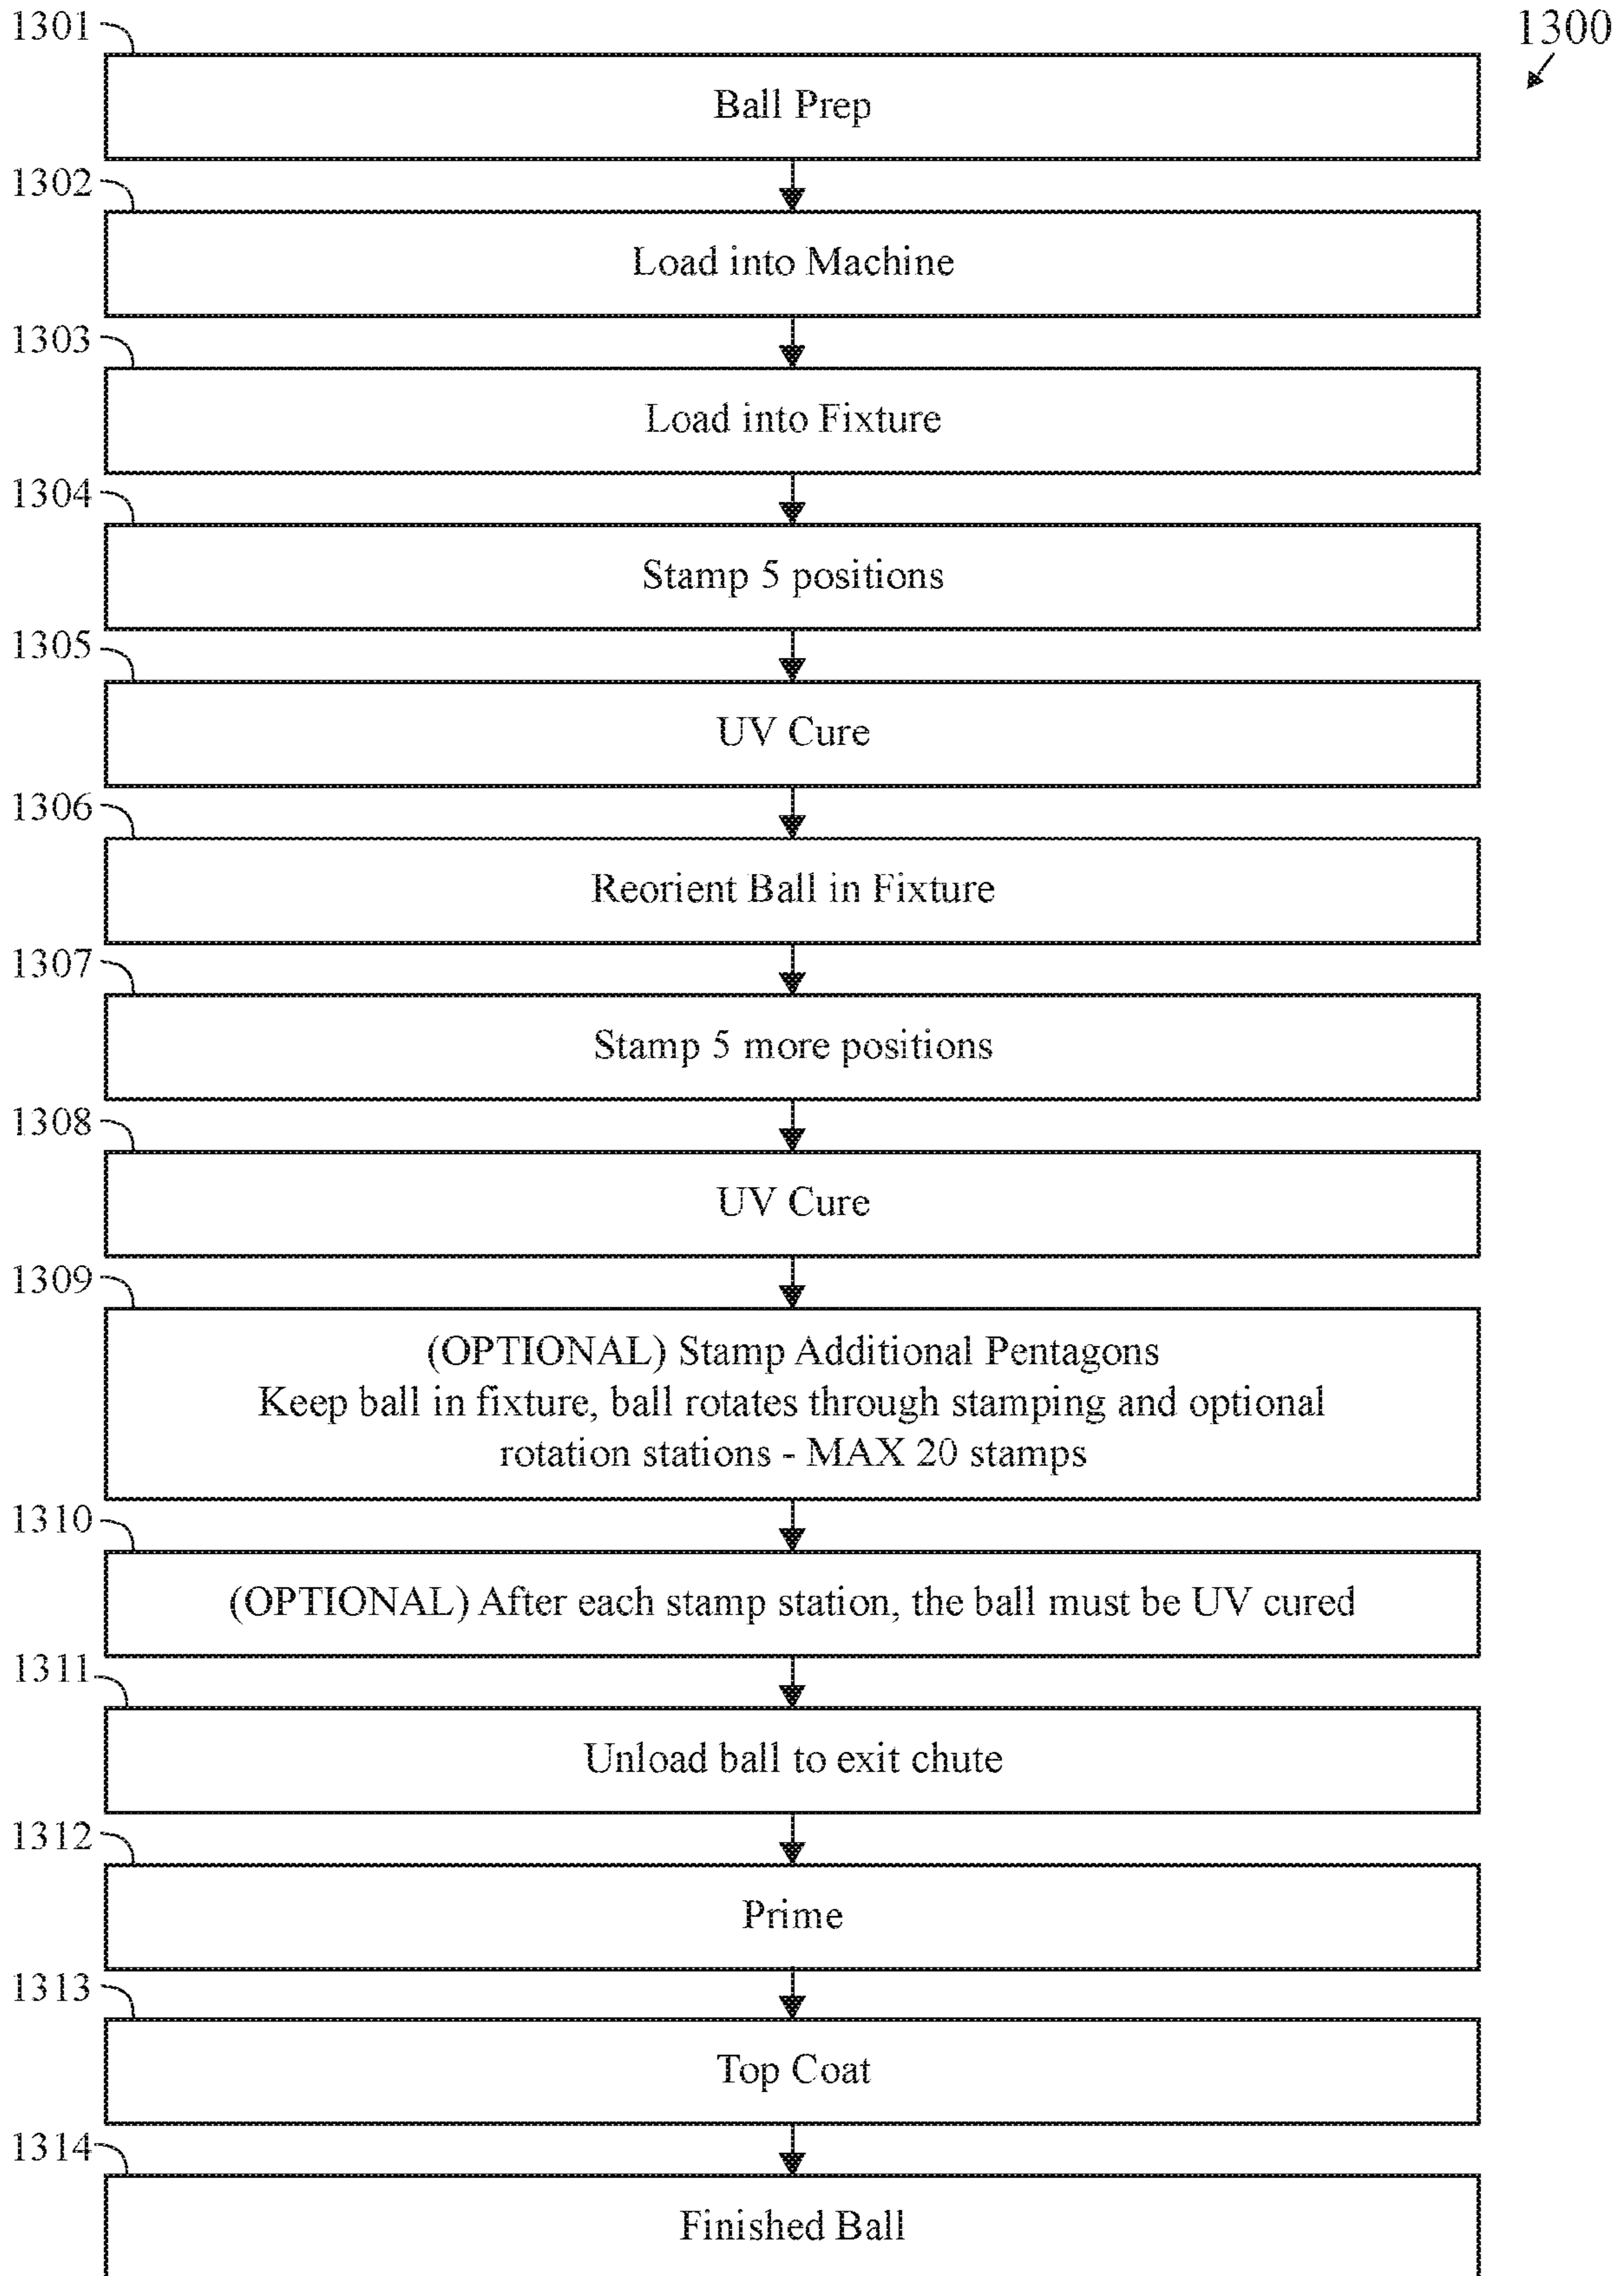 1300
1301
Ball Prep
1302
Load into Machine
1303
Load into Fixture
1304
Stamp 5 positions
1305
UV Cure
1306
Reorient Ball in Fixture
1307
Stamp 5 more positions
1308
UV Cure
1309
(OPTIONAL) Stamp Additional Pentagons
Keep ball in fixture, ball rotates through stamping and optional
rotation stations - MAX 20 stamps
1310
(OPTIONAL) After each stamp station, the ball must be UV cured
1311
Unload ball to exit chute
1312
Prime
1313
Top Coat
1314
Finished Ball